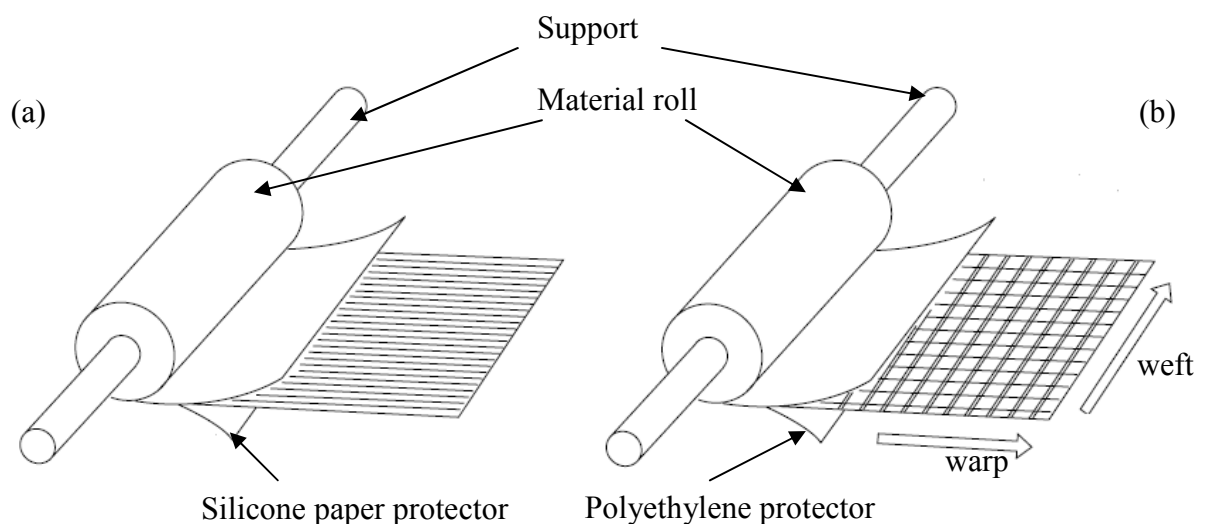 Support
(a)
Material roll
(b)
weft
warp
Silicone paper protector
Polyethylene protector